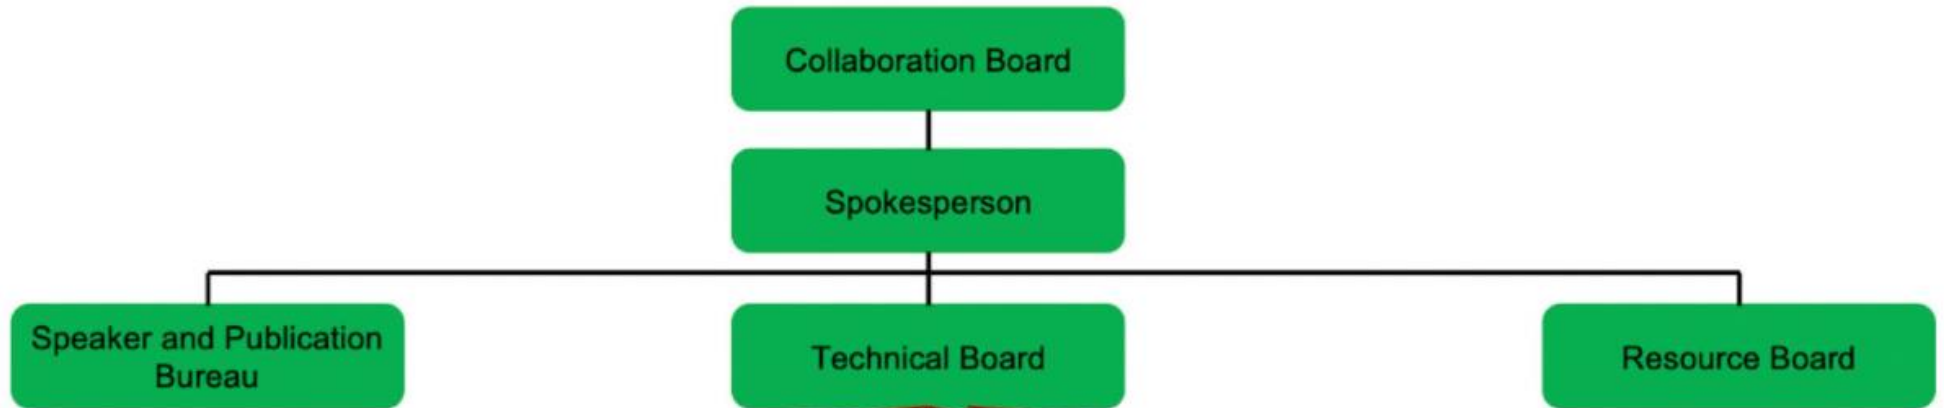 Collaboration Board
Spokesperson
Speaker and Publication
Bureau
Technical Board
Resource Board